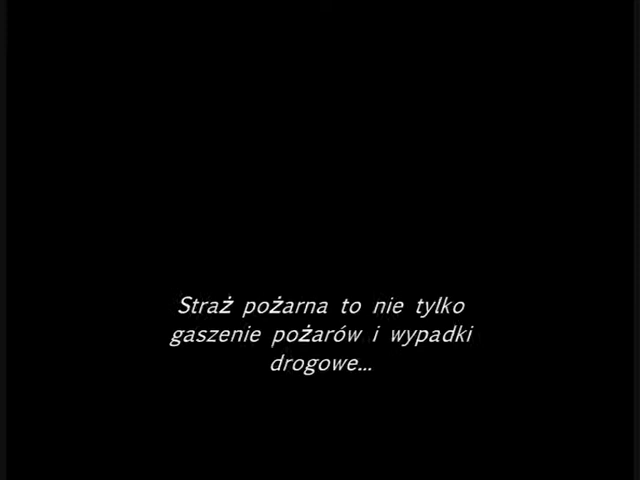 Straż pożarna to nie tylko
gaszenie pożarów i wypadki
drogowe...